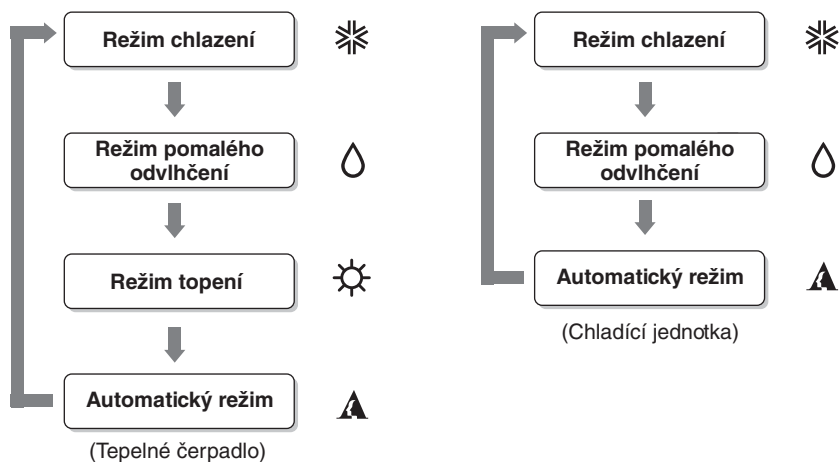 Režim chlazení
Režim pomalého
odvlhčení
Režim topení
Automatický režim
(Tepelné čerpadlo)
Režim chlazení
Režim pomalého
odvlhčení
Automatický režim
(Chladící jednotka)